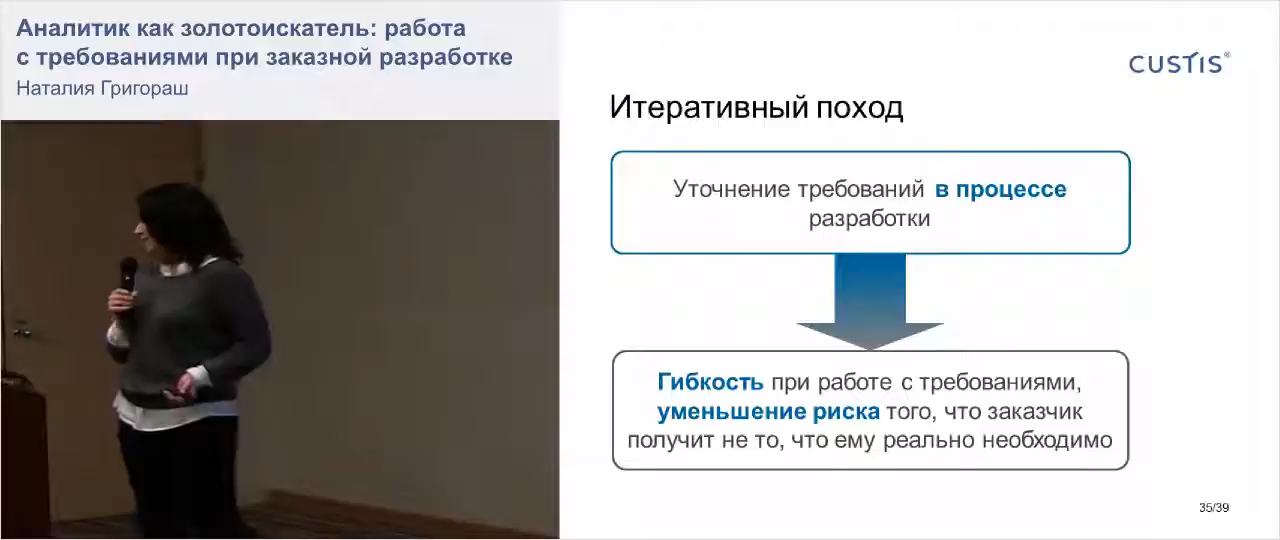 Аналитик как золотоискатель: работа
с требованиями при заказной разработке
Наталия Григораш
CUSTIS®
Итеративный поход
Уточнение требований в процессе
разработки
Гибкость при работе с требованиями,
уменьшение риска того, что заказчик
получит не то, что ему реально необходимо
35/39